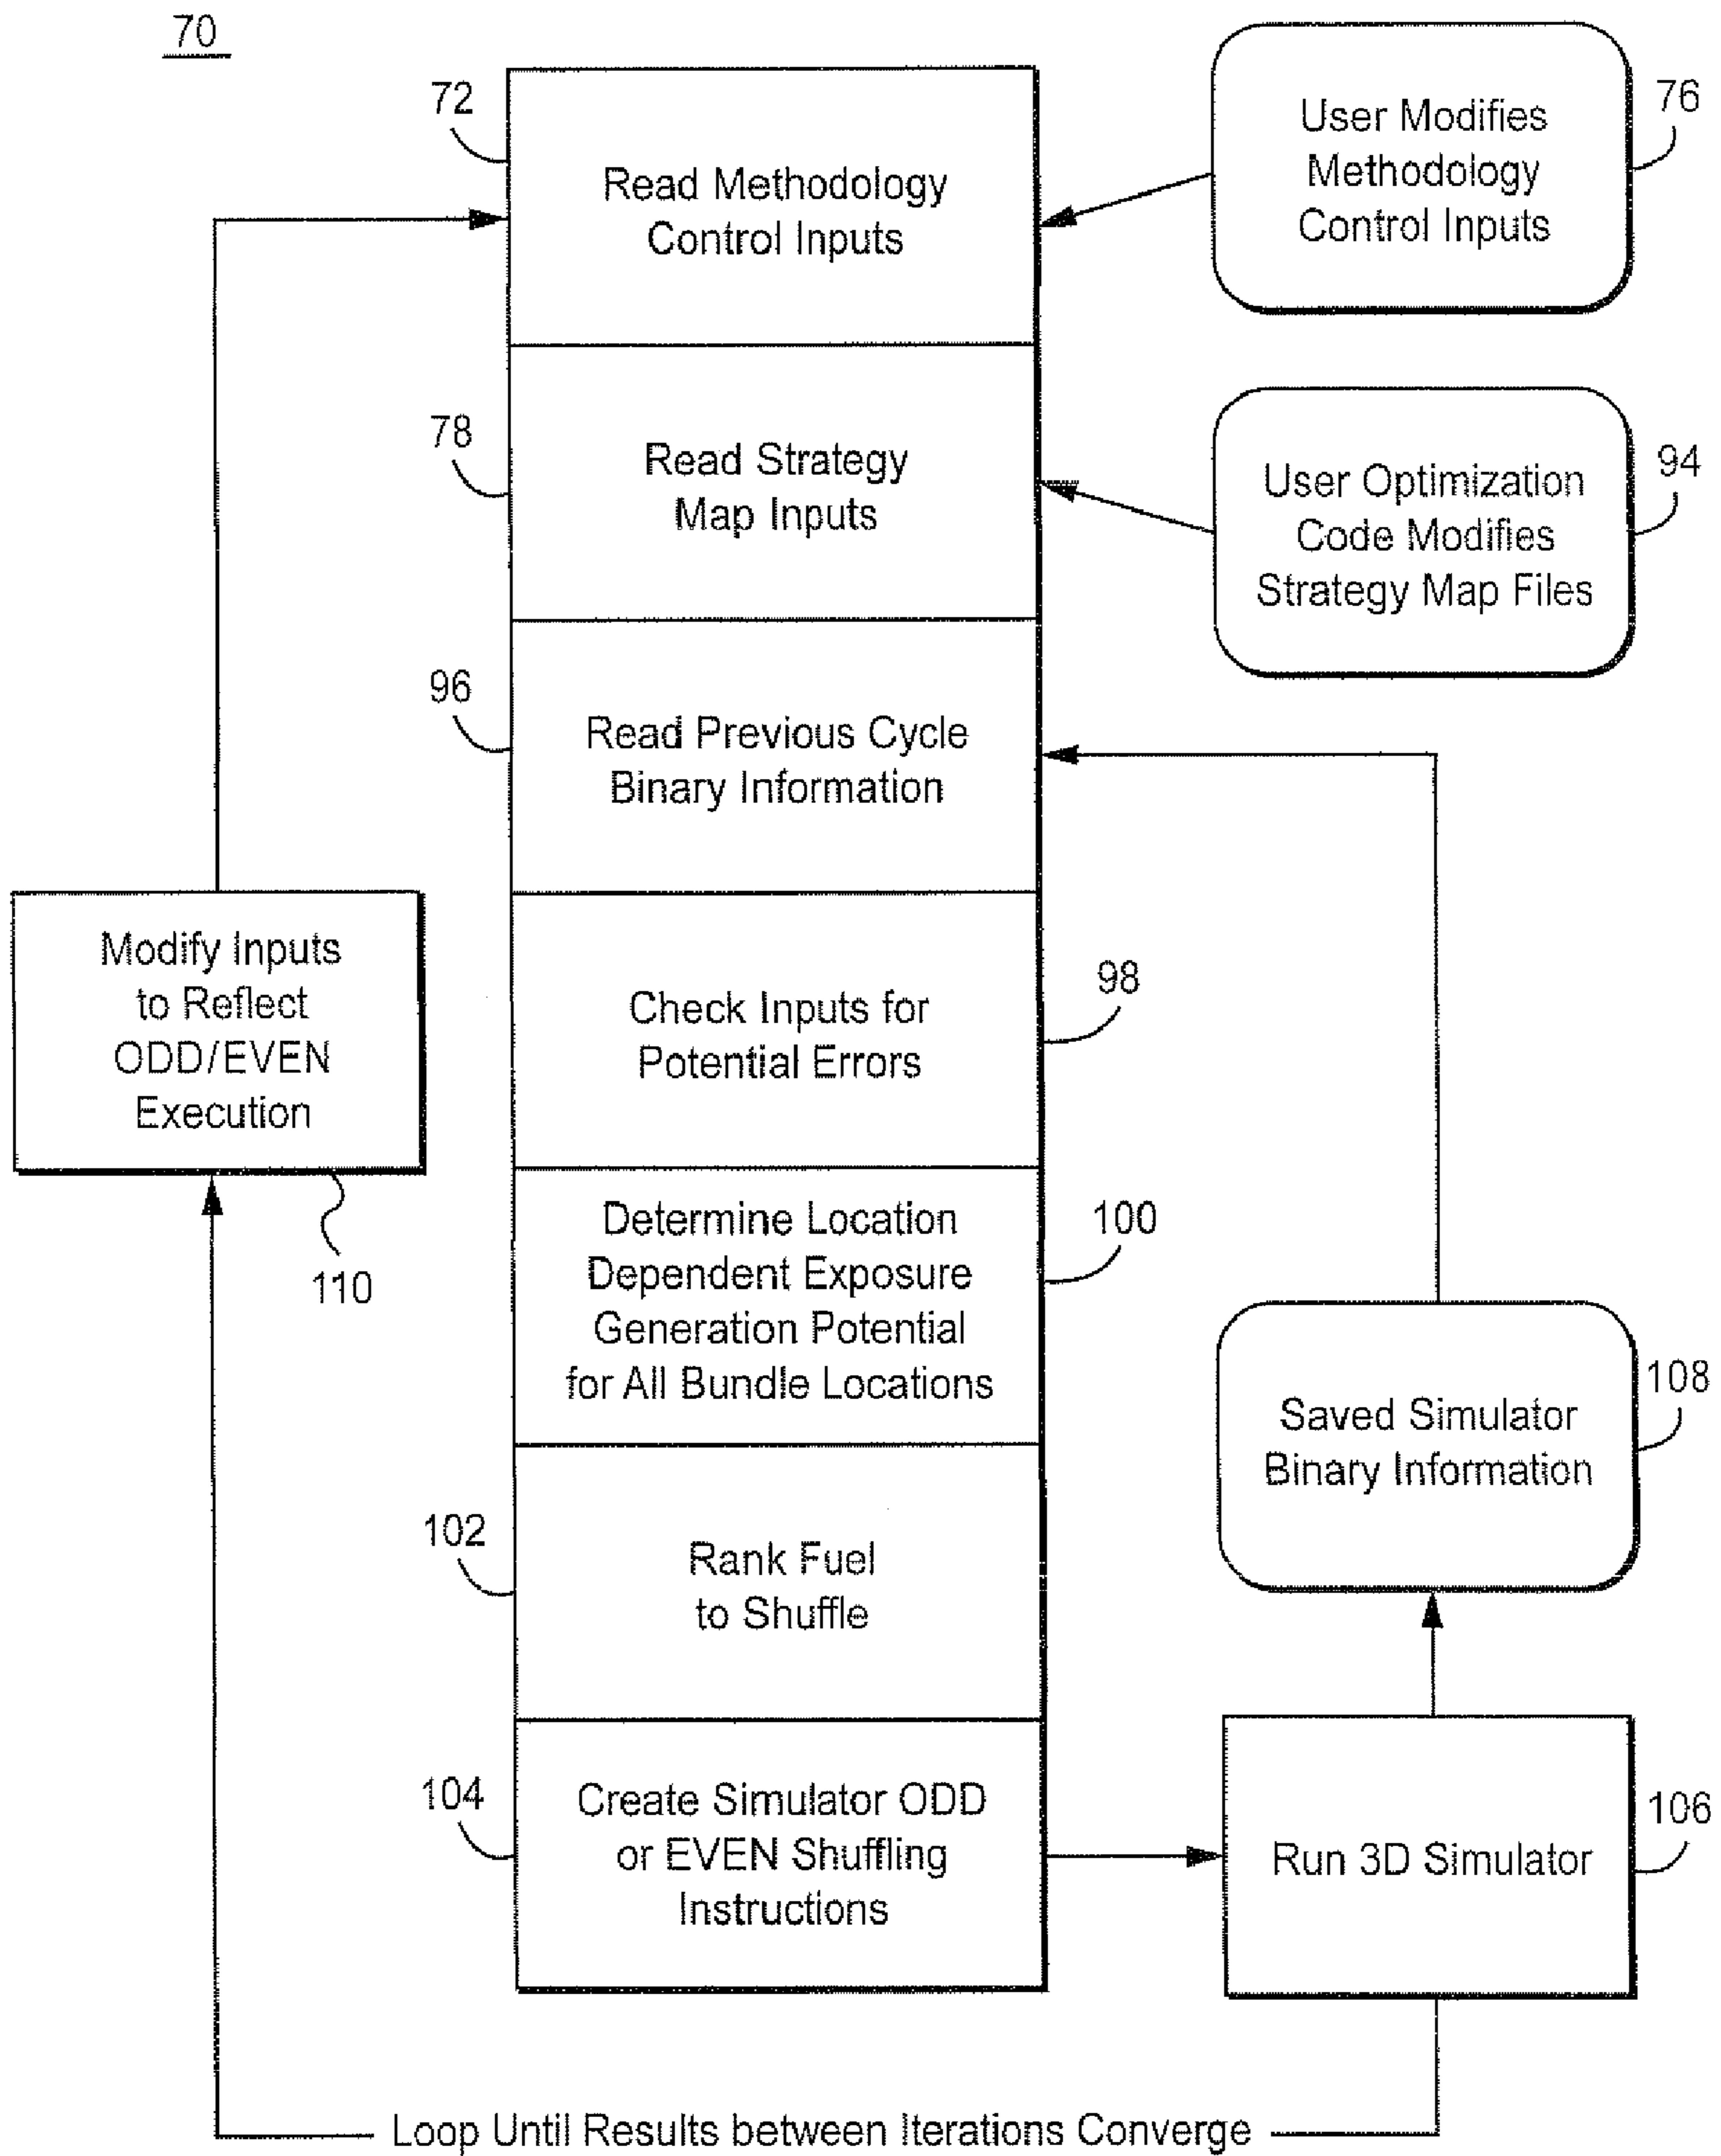 70
72
Read Methodology
Control Inputs
User Modifies
Methodology
Control Inputs
76
78
Read Strategy
Map Inputs
User Optimization
Code Modifies
Strategy Map Files
94
96
Read Previous Cycle
Binary Information
Modify Inputs
to Reflect
ODD/EVEN
Execution
110
Check Inputs for
Potential Errors
98
Determine Location
Dependent Exposure
Generation Potential
for All Bundle Locations
100
Saved Simulator
Binary Information
108
102
Rank Fuel
to Shuffle
104
Create Simulator ODD
or EVEN Shuffling
Instructions
Run 3D Simulator
106
Loop Until Results between Iterations Converge